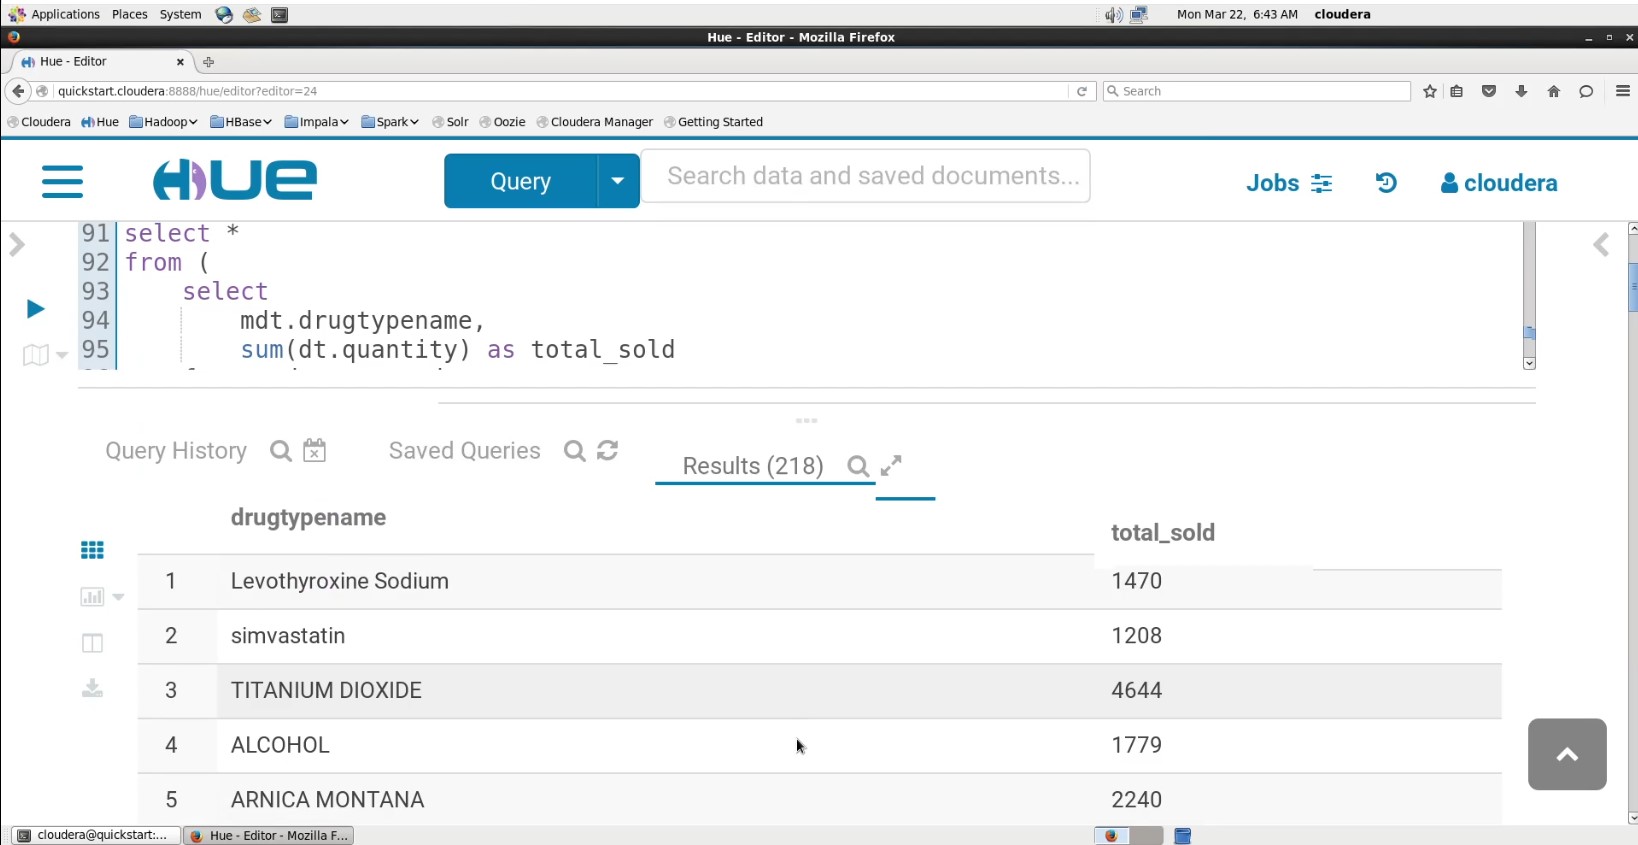 Applications Places System Mon Mar 22, 6:43 AM cloudera
Hue - Editor - Mozilla Firefox
Hue - Editor
quickstart.cloudera:8888/hue/editor?editor=24 Search
Cloudera Hue Hadoop HBase Impala Spark Solr Oozie Cloudera Manager Getting Started
HUE Query Search data and saved documents... Jobs cloudera
91 select *
92 from (
93 select
94 mdt.drugtypename,
95 sum(dt.quantity) as total_sold
Query History Saved Queries Results (218)
drugtypename total_sold
1 Levothyroxine Sodium 1470
2 simvastatin 1208
3 TITANIUM DIOXIDE 4644
4 ALCOHOL 1779
5 ARNICA MONTANA 2240
cloudera@quickstart:... Hue - Editor - Mozilla F...